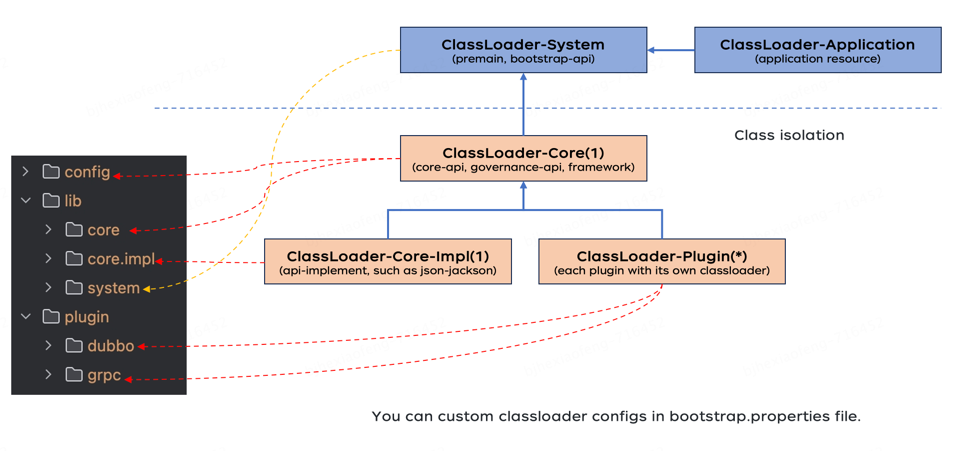 ClassLoader-System
(premain, bootstrap-api)
ClassLoader-Application
(application resource)
Class isolation
ClassLoader-Core(1)
(core-api, governance-api, framework)
ClassLoader-Core-Impl(1)
(api-implement, such as json-jackson)
ClassLoader-Plugin(*)
(each plugin with its own classloader)
config
lib
core
core.impl
system
plugin
dubbo
grpc
You can custom classloader configs in bootstrap.properties file.